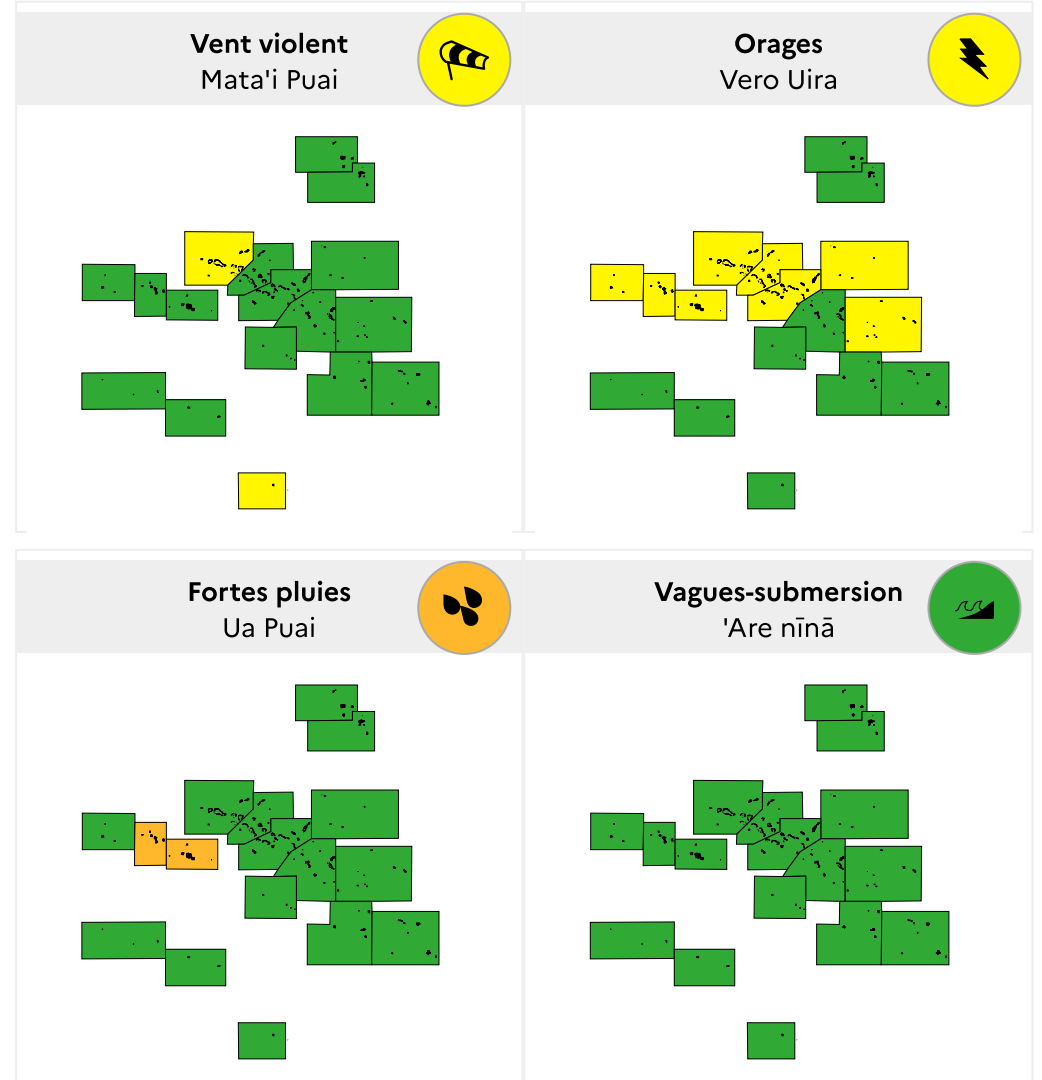 Vent violent
Mata'i Puai
Orages
Vero Uira
Fortes pluies
Ua Puai
Vagues-submersion
'Are nīnā